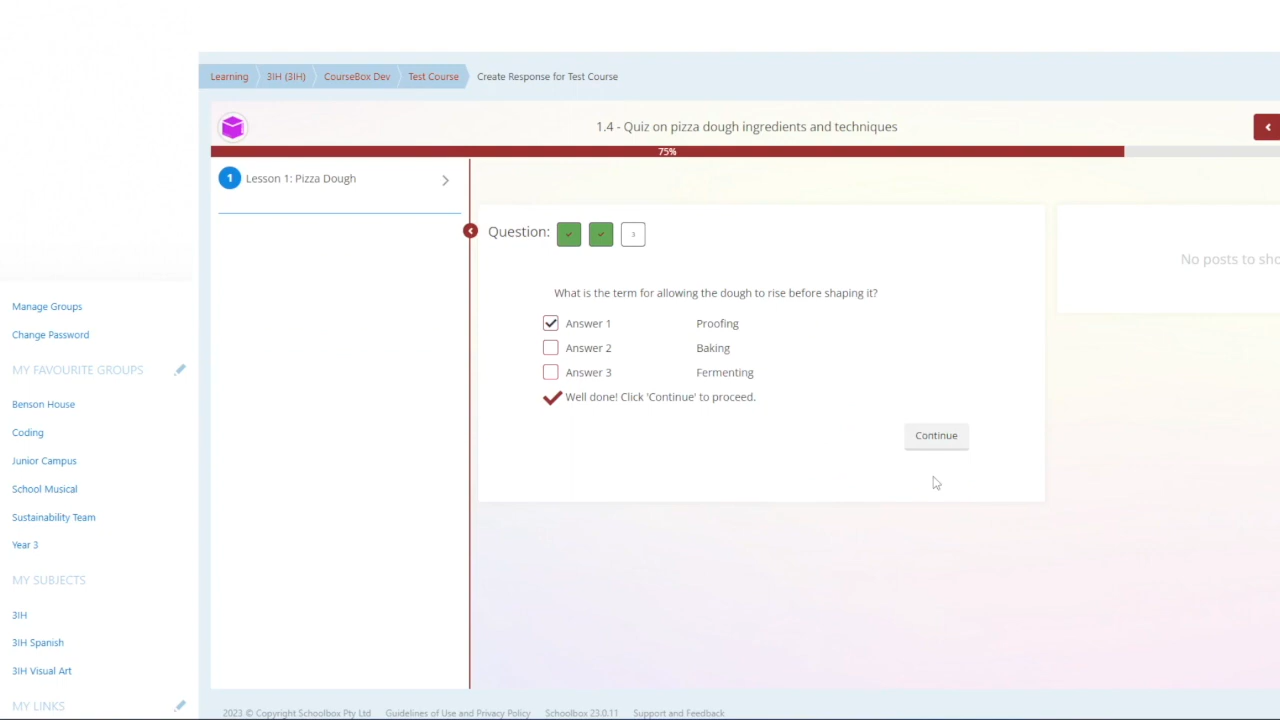 Learning 3IH (3IH) CourseBox Dev Test Course Create Response for Test Course
1.4 - Quiz on pizza dough ingredients and techniques
75%
1 Lesson 1: Pizza Dough
Question: 3
No posts to sho
What is the term for allowing the dough to rise before shaping it?
Answer 1 Proofing
Answer 2 Baking
Answer 3 Fermenting
Well done! Click 'Continue' to proceed.
Continue
Manage Groups
Change Password
MY FAVOURITE GROUPS
Benson House
Coding
Junior Campus
School Musical
Sustainability Team
Year 3
MY SUBJECTS
3IH
3IH Spanish
3IH Visual Art
MY LINKS
2023 © Copyright Schoolbox Pty Ltd Guidelines of Use and Privacy Policy Schoolbox 23.0.11 Support and Feedback